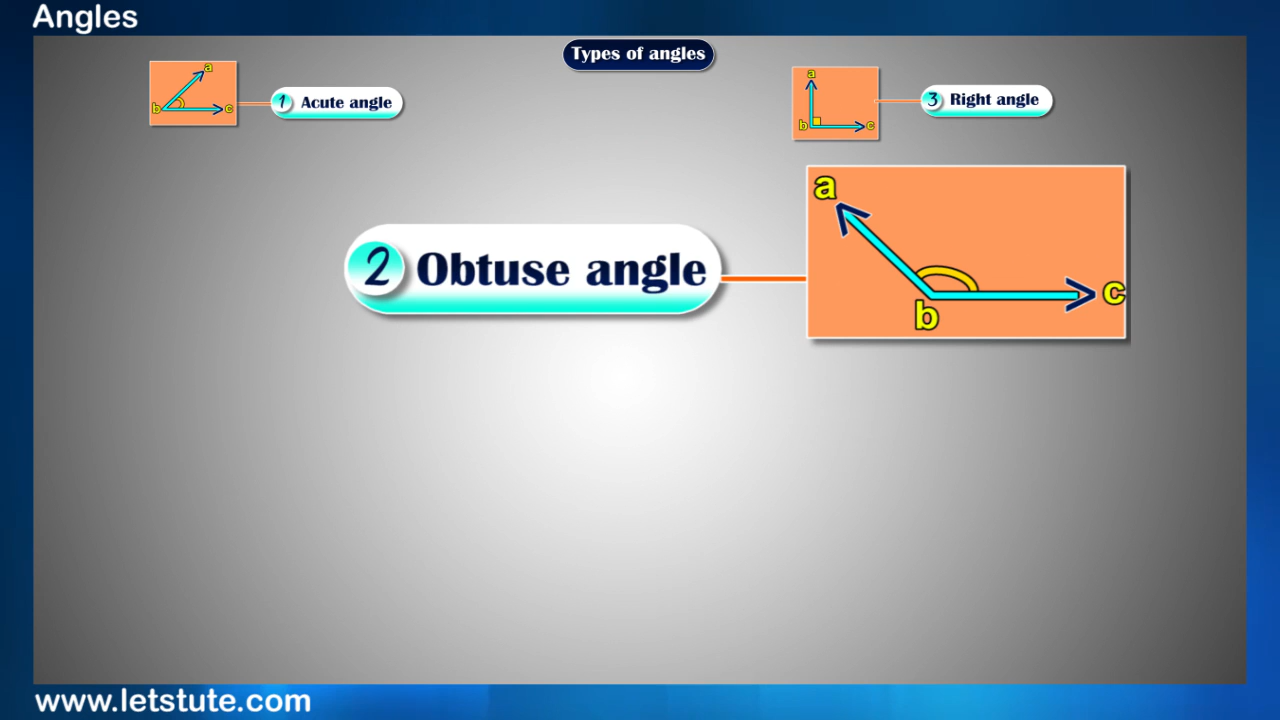 Angles
Types of angles
a
b
c
1 Acute angle
a
b
c
3 Right angle
2 Obtuse angle
a
b
c
www.letstute.com